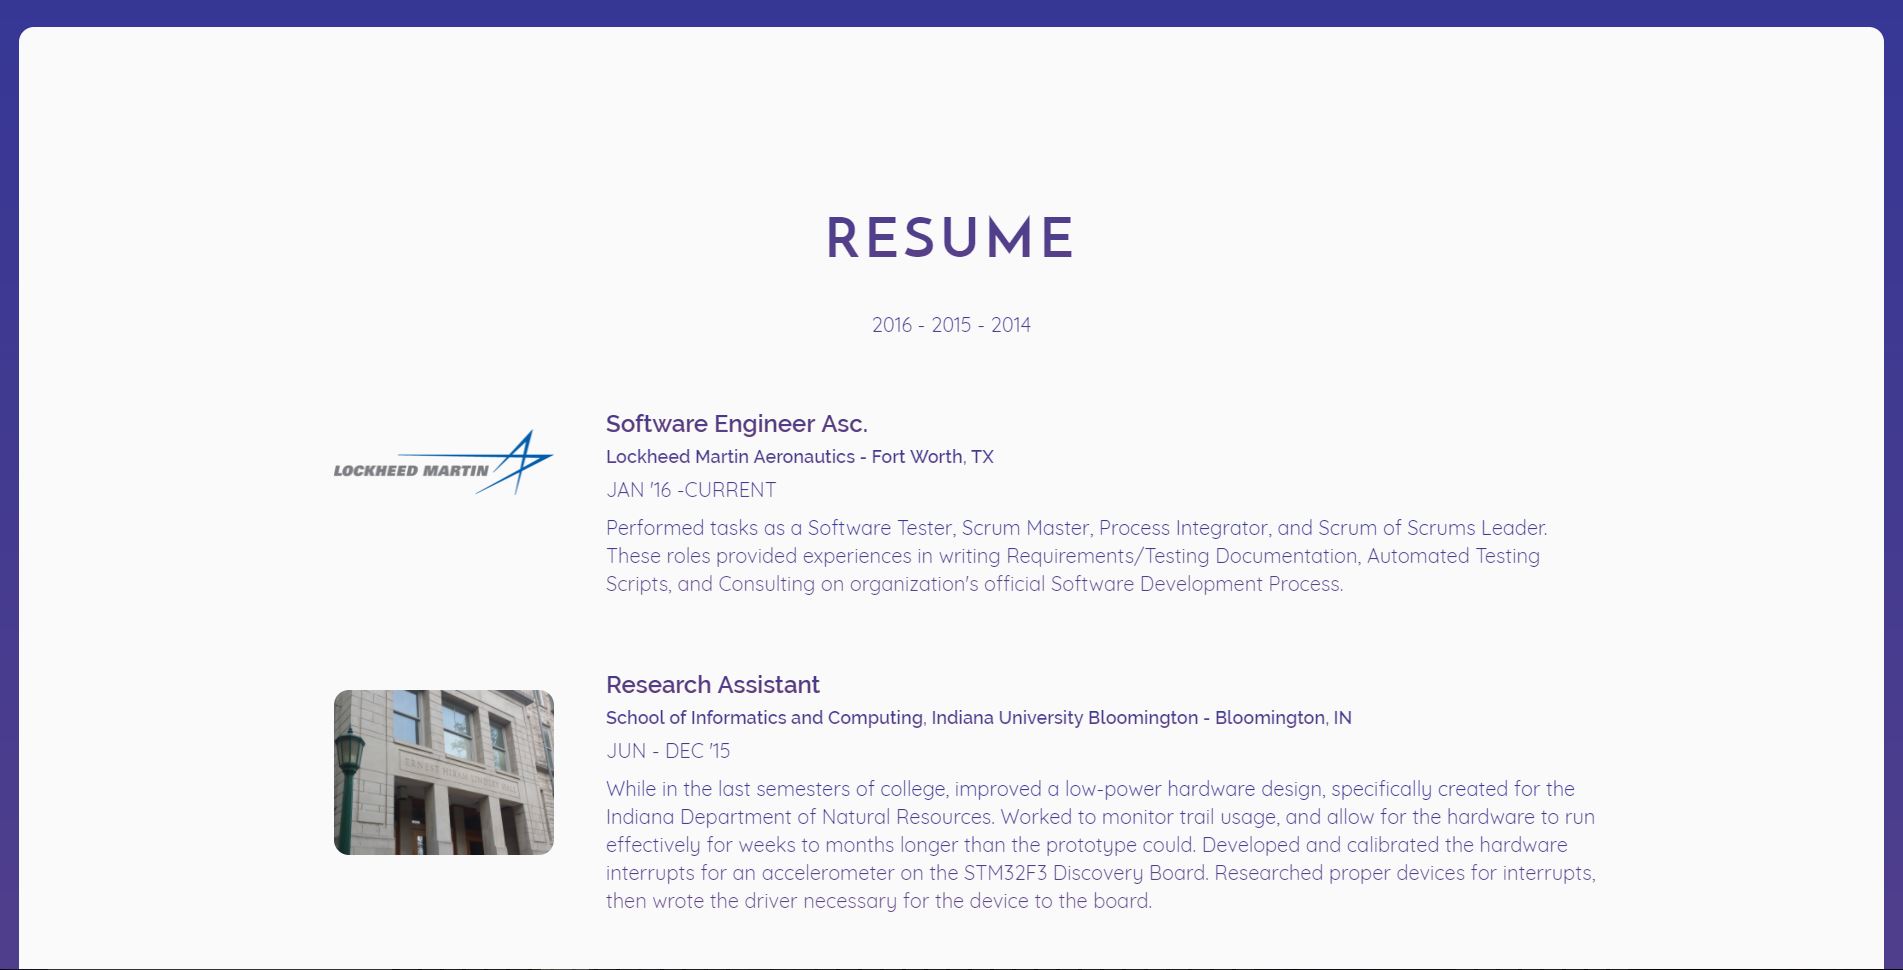 RESUME
2016 - 2015 - 2014
LOCKHEED MARTIN
Software Engineer Asc.
Lockheed Martin Aeronautics - Fort Worth, TX
JAN '16 -CURRENT
Performed tasks as a Software Tester, Scrum Master, Process Integrator, and Scrum of Scrums Leader.
These roles provided experiences in writing Requirements/Testing Documentation, Automated Testing
Scripts, and Consulting on organization's official Software Development Process.
ERNEST HIRAM LINDLEY HALL
Research Assistant
School of Informatics and Computing, Indiana University Bloomington - Bloomington, IN
JUN - DEC '15
While in the last semesters of college, improved a low-power hardware design, specifically created for the
Indiana Department of Natural Resources. Worked to monitor trail usage, and allow for the hardware to run
effectively for weeks to months longer than the prototype could. Developed and calibrated the hardware
interrupts for an accelerometer on the STM32F3 Discovery Board. Researched proper devices for interrupts,
then wrote the driver necessary for the device to the board.